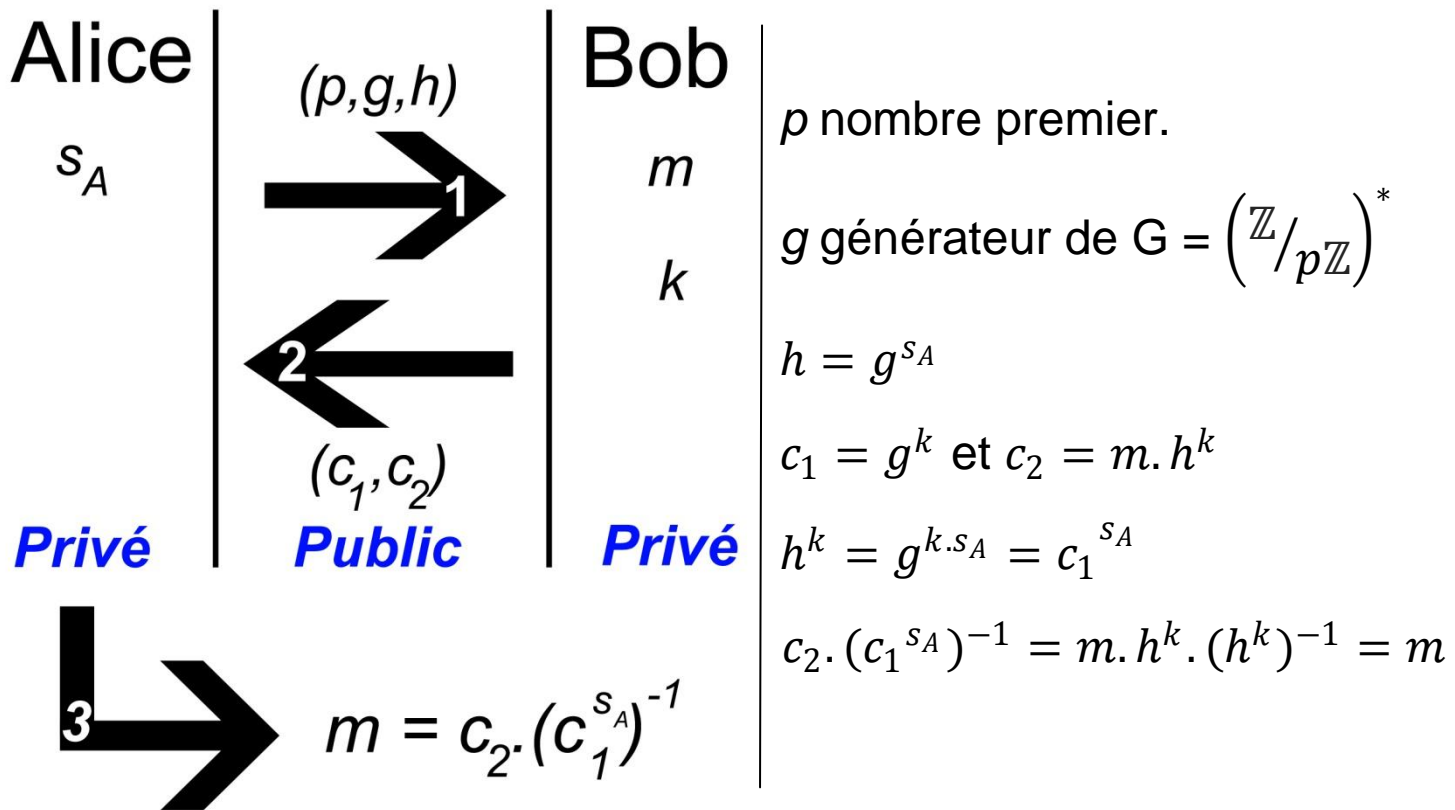 Alice
s_A
Privé
(p,g,h)
1
2
(c_1,c_2)
Public
Bob
m
k
Privé
3
m = c_2.(c_1^{s_A})^{-1}
p nombre premier.
g générateur de G = (ℤ/pℤ)^*
h = g^{s_A}
c_1 = g^k et c_2 = m.h^k
h^k = g^{k.s_A} = c_1^{s_A}
c_2.(c_1^{s_A})^{-1} = m.h^k.(h^k)^{-1} = m